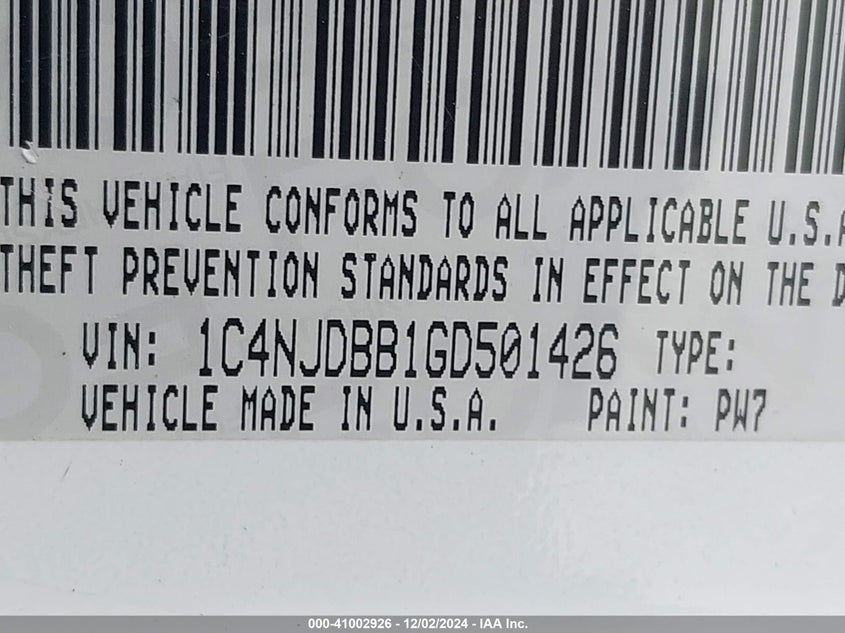 THIS VEHICLE CONFORMS TO ALL APPLICABLE U.S.A
THEFT PREVENTION STANDARDS IN EFFECT ON THE D
VIN: 1C4NJDBB1GD501426 TYPE:
VEHICLE MADE IN U.S.A. PAINT: PW7
000-41002926 - 12/02/2024 - IAA Inc.